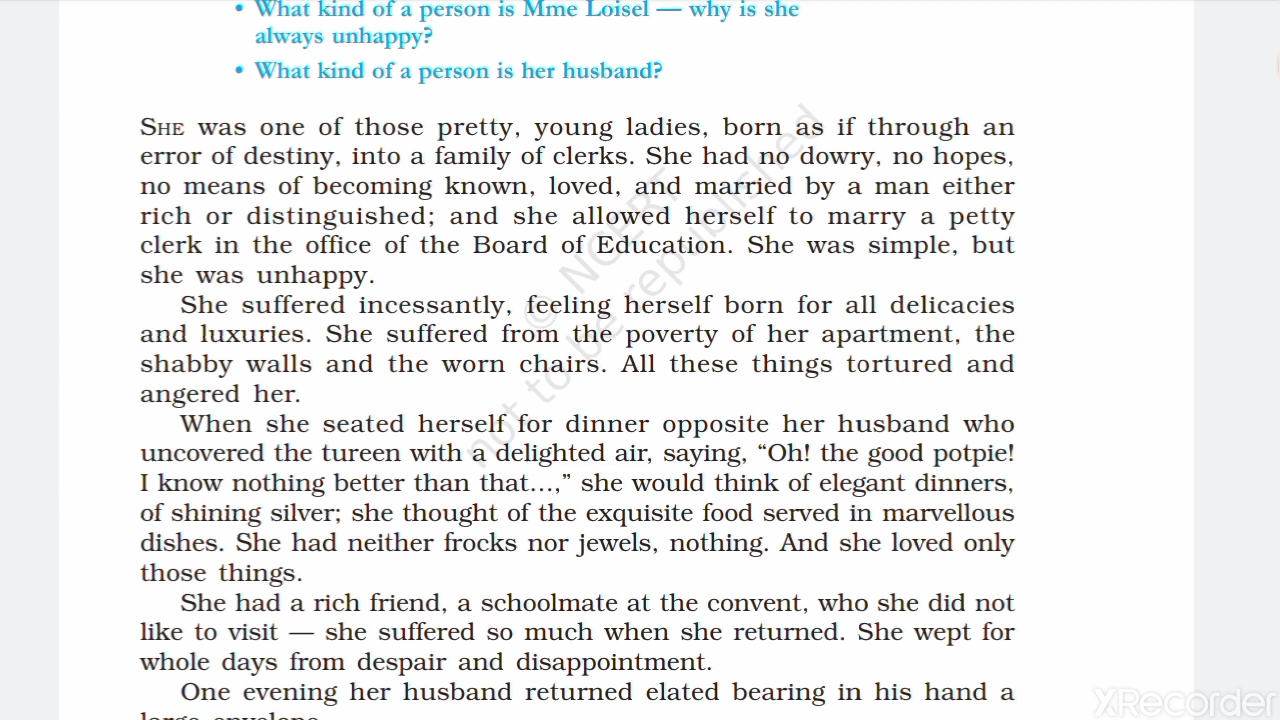 • What kind of a person is Mme Loisel — why is she
always unhappy?
• What kind of a person is her husband?
SHE was one of those pretty, young ladies, born as if through an
error of destiny, into a family of clerks. She had no dowry, no hopes,
no means of becoming known, loved, and married by a man either
rich or distinguished; and she allowed herself to marry a petty
clerk in the office of the Board of Education. She was simple, but
she was unhappy.
She suffered incessantly, feeling herself born for all delicacies
and luxuries. She suffered from the poverty of her apartment, the
shabby walls and the worn chairs. All these things tortured and
angered her.
When she seated herself for dinner opposite her husband who
uncovered the tureen with a delighted air, saying, “Oh! the good potpie!
I know nothing better than that...,” she would think of elegant dinners,
of shining silver; she thought of the exquisite food served in marvellous
dishes. She had neither frocks nor jewels, nothing. And she loved only
those things.
She had a rich friend, a schoolmate at the convent, who she did not
like to visit — she suffered so much when she returned. She wept for
whole days from despair and disappointment.
One evening her husband returned elated bearing in his hand a
large envelope.
© NCERT
not to be republished
XRecorder